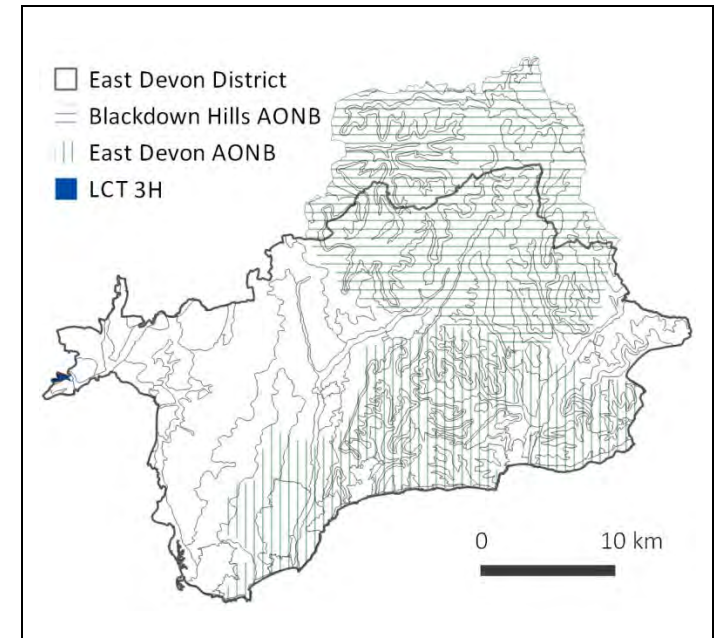 East Devon District
Blackdown Hills AONB
East Devon AONB
LCT 3H
0 10 km